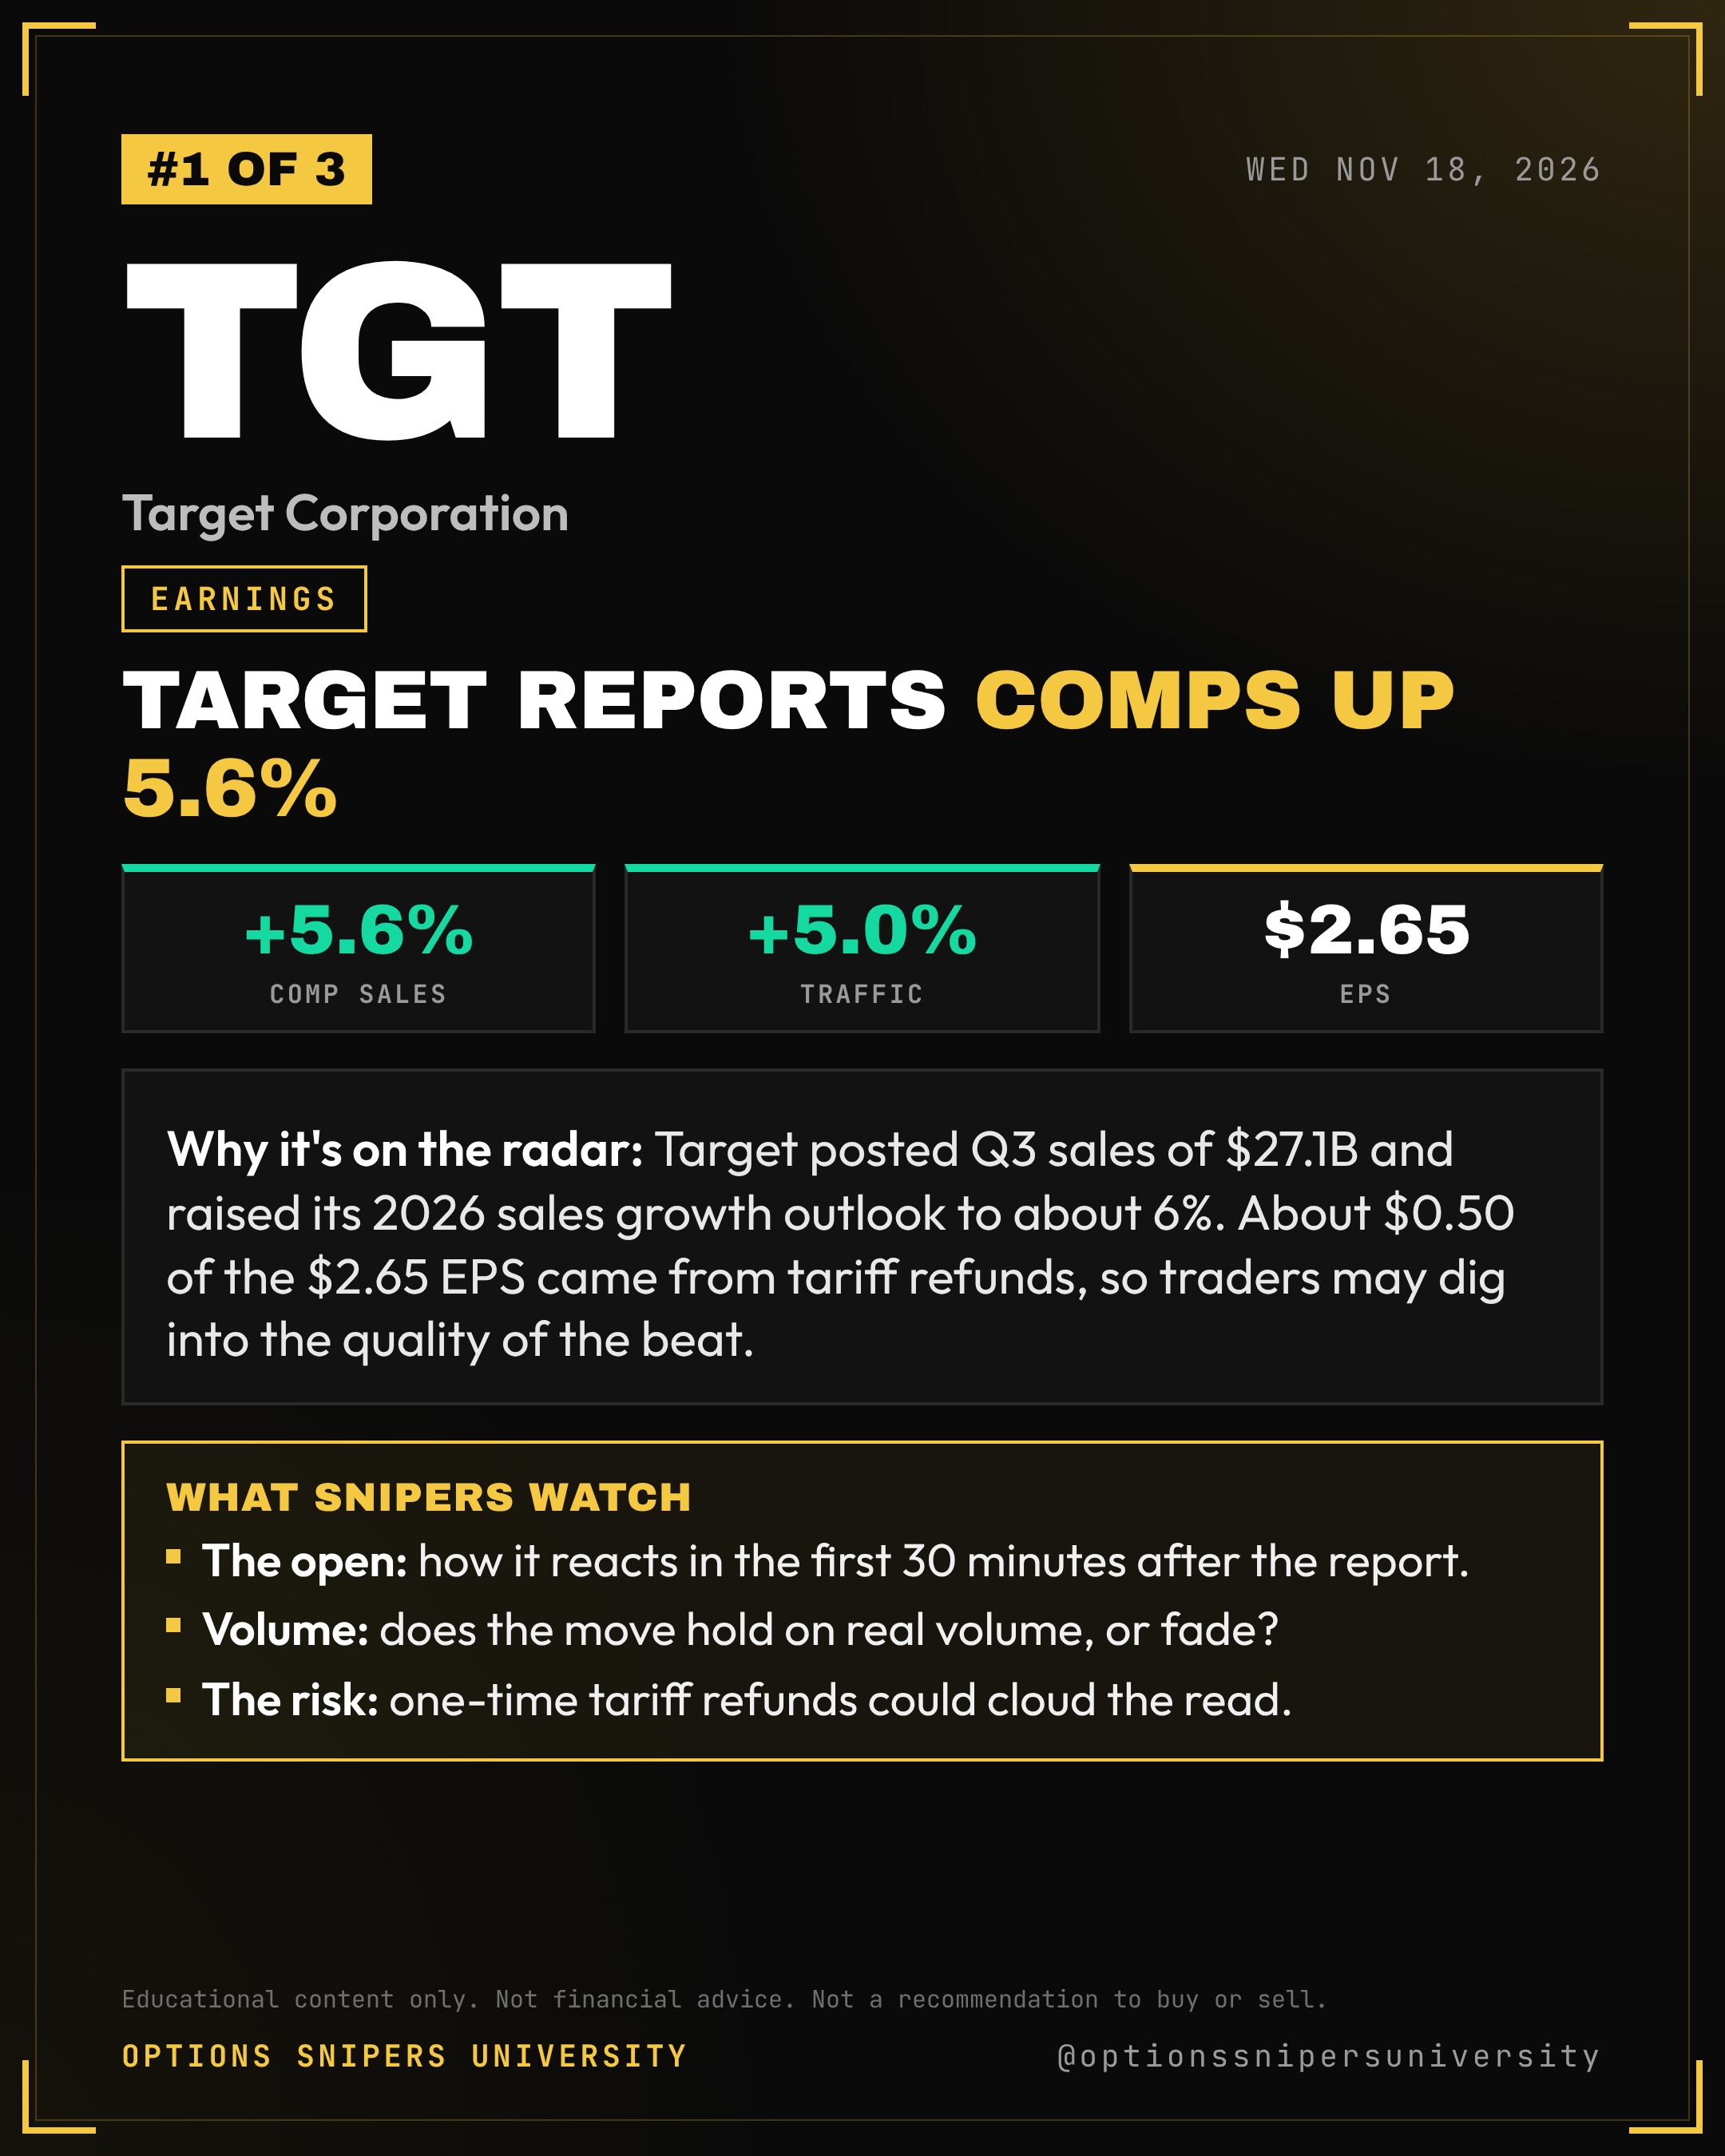 #1 OF 3
WED NOV 18, 2026
TGT
Target Corporation
EARNINGS
TARGET REPORTS COMPS UP
5.6%
+5.6%
COMP SALES
+5.0%
TRAFFIC
$2.65
EPS
Why it's on the radar: Target posted Q3 sales of $27.1B and
raised its 2026 sales growth outlook to about 6%. About $0.50
of the $2.65 EPS came from tariff refunds, so traders may dig
into the quality of the beat.
WHAT SNIPERS WATCH
The open: how it reacts in the first 30 minutes after the report.
Volume: does the move hold on real volume, or fade?
The risk: one-time tariff refunds could cloud the read.
Educational content only. Not financial advice. Not a recommendation to buy or sell.
OPTIONS SNIPERS UNIVERSITY
@optionssnipersuniversity